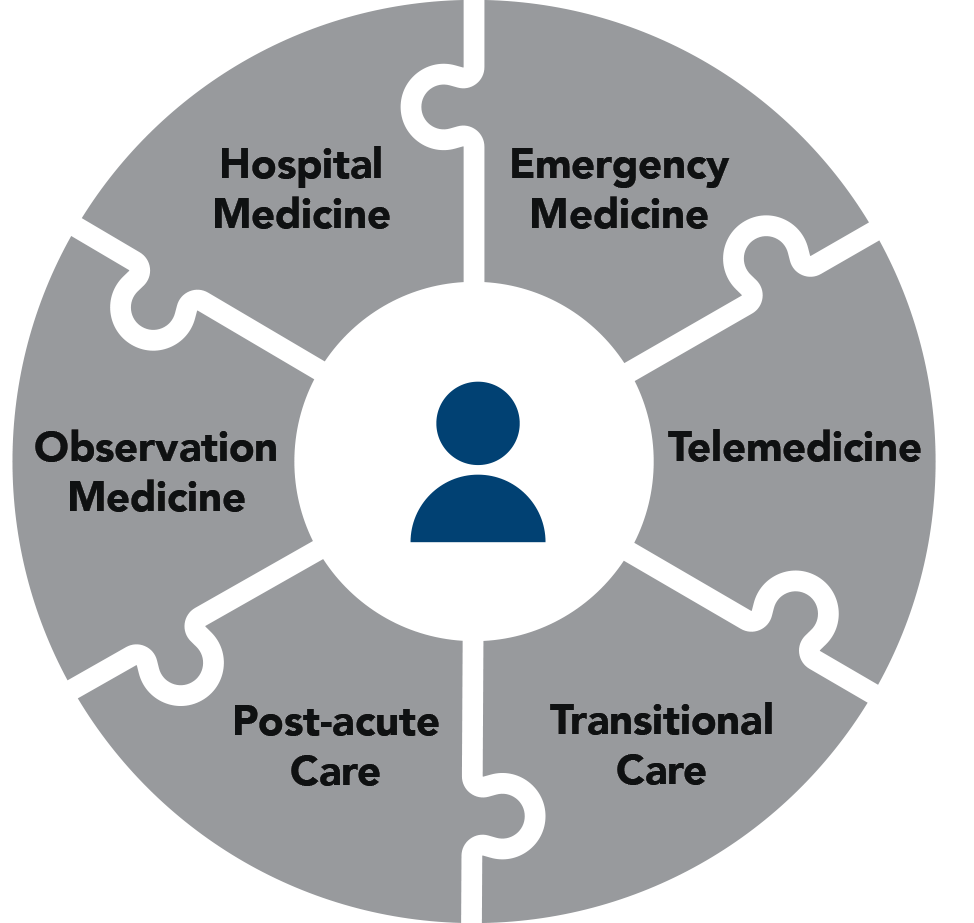 Hospital
Medicine
Emergency
Medicine
Observation
Medicine
Telemedicine
Post-acute
Care
Transitional
Care